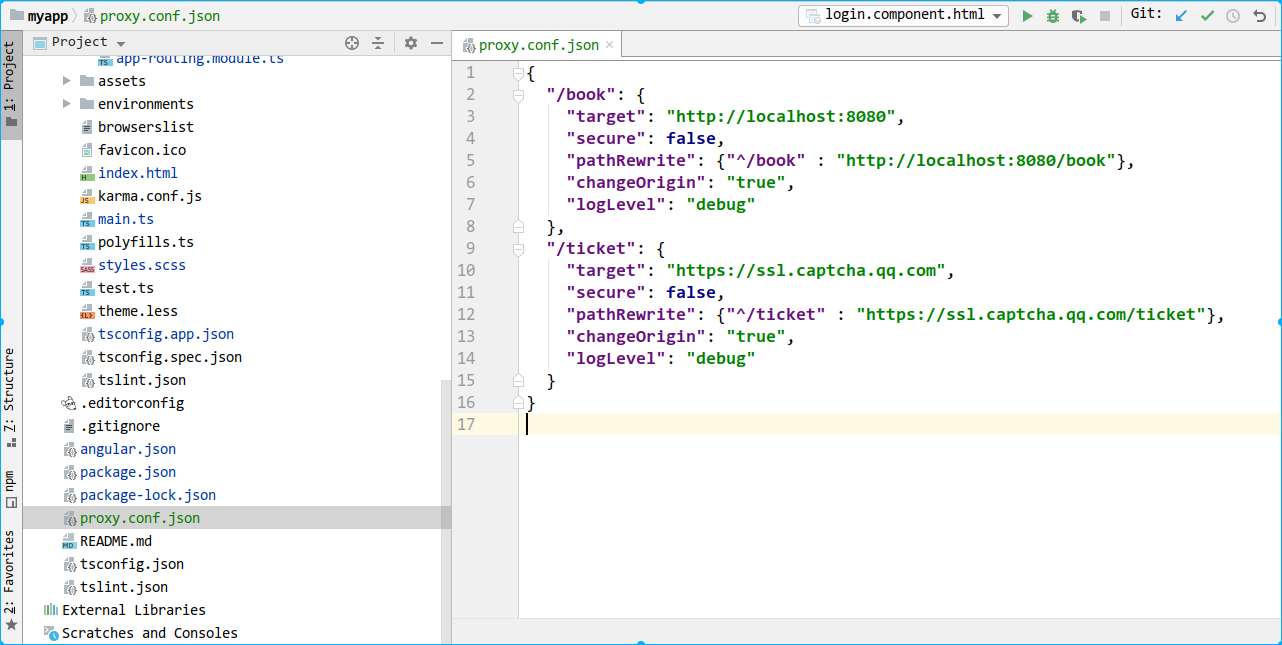 myapp proxy.conf.json login.component.html Git:
1: Project
Z: Structure
npm
2: Favorites
Project
app-routing.module.ts
assets
environments
browserslist
favicon.ico
index.html
karma.conf.js
main.ts
polyfills.ts
styles.scss
test.ts
theme.less
tsconfig.app.json
tsconfig.spec.json
tslint.json
.editorconfig
.gitignore
angular.json
package.json
package-lock.json
proxy.conf.json
README.md
tsconfig.json
tslint.json
External Libraries
Scratches and Consoles
proxy.conf.json
1 {
2 "/book": {
3 "target": "http://localhost:8080",
4 "secure": false,
5 "pathRewrite": {"^/book" : "http://localhost:8080/book"},
6 "changeOrigin": "true",
7 "logLevel": "debug"
8 },
9 "/ticket": {
10 "target": "https://ssl.captcha.qq.com",
11 "secure": false,
12 "pathRewrite": {"^/ticket" : "https://ssl.captcha.qq.com/ticket"},
13 "changeOrigin": "true",
14 "logLevel": "debug"
15 }
16 }
17